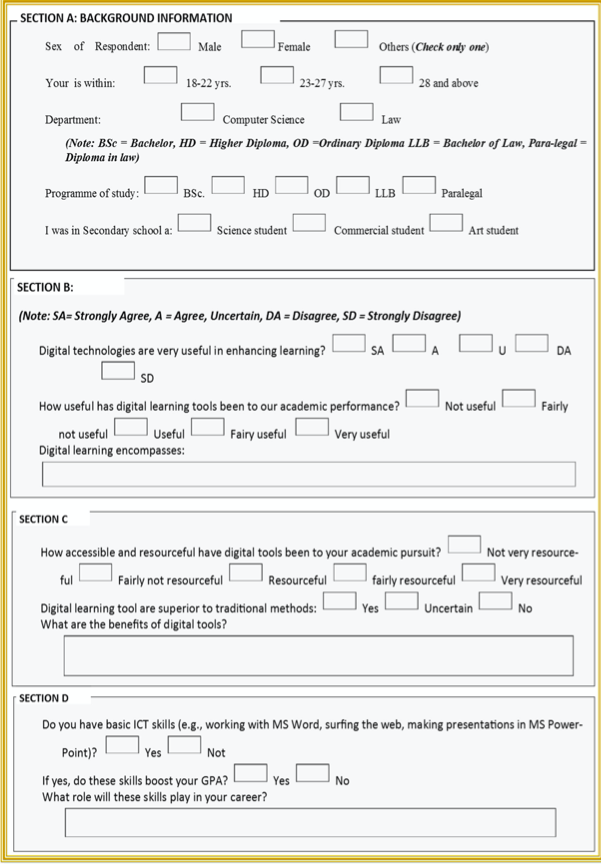 SECTION A: BACKGROUND INFORMATION
Sex of Respondent: Male Female Others (Check only one)
Your is within: 18-22 yrs. 23-27 yrs. 28 and above
Department: Computer Science Law
(Note: BSc = Bachelor, HD = Higher Diploma, OD =Ordinary Diploma LLB = Bachelor of Law, Para-legal =
Diploma in law)
Programme of study: BSc. HD OD LLB Paralegal
I was in Secondary school a: Science student Commercial student Art student
SECTION B:
(Note: SA= Strongly Agree, A = Agree, Uncertain, DA = Disagree, SD = Strongly Disagree)
Digital technologies are very useful in enhancing learning? SA A U DA
SD
How useful has digital learning tools been to our academic performance? Not useful Fairly
not useful Useful Fairy useful Very useful
Digital learning encompasses:
SECTION C
How accessible and resourceful have digital tools been to your academic pursuit? Not very resource-
ful Fairly not resourceful Resourceful fairly resourceful Very resourceful
Digital learning tool are superior to traditional methods: Yes Uncertain No
What are the benefits of digital tools?
SECTION D
Do you have basic ICT skills (e.g., working with MS Word, surfing the web, making presentations in MS Power-
Point)? Yes Not
If yes, do these skills boost your GPA? Yes No
What role will these skills play in your career?